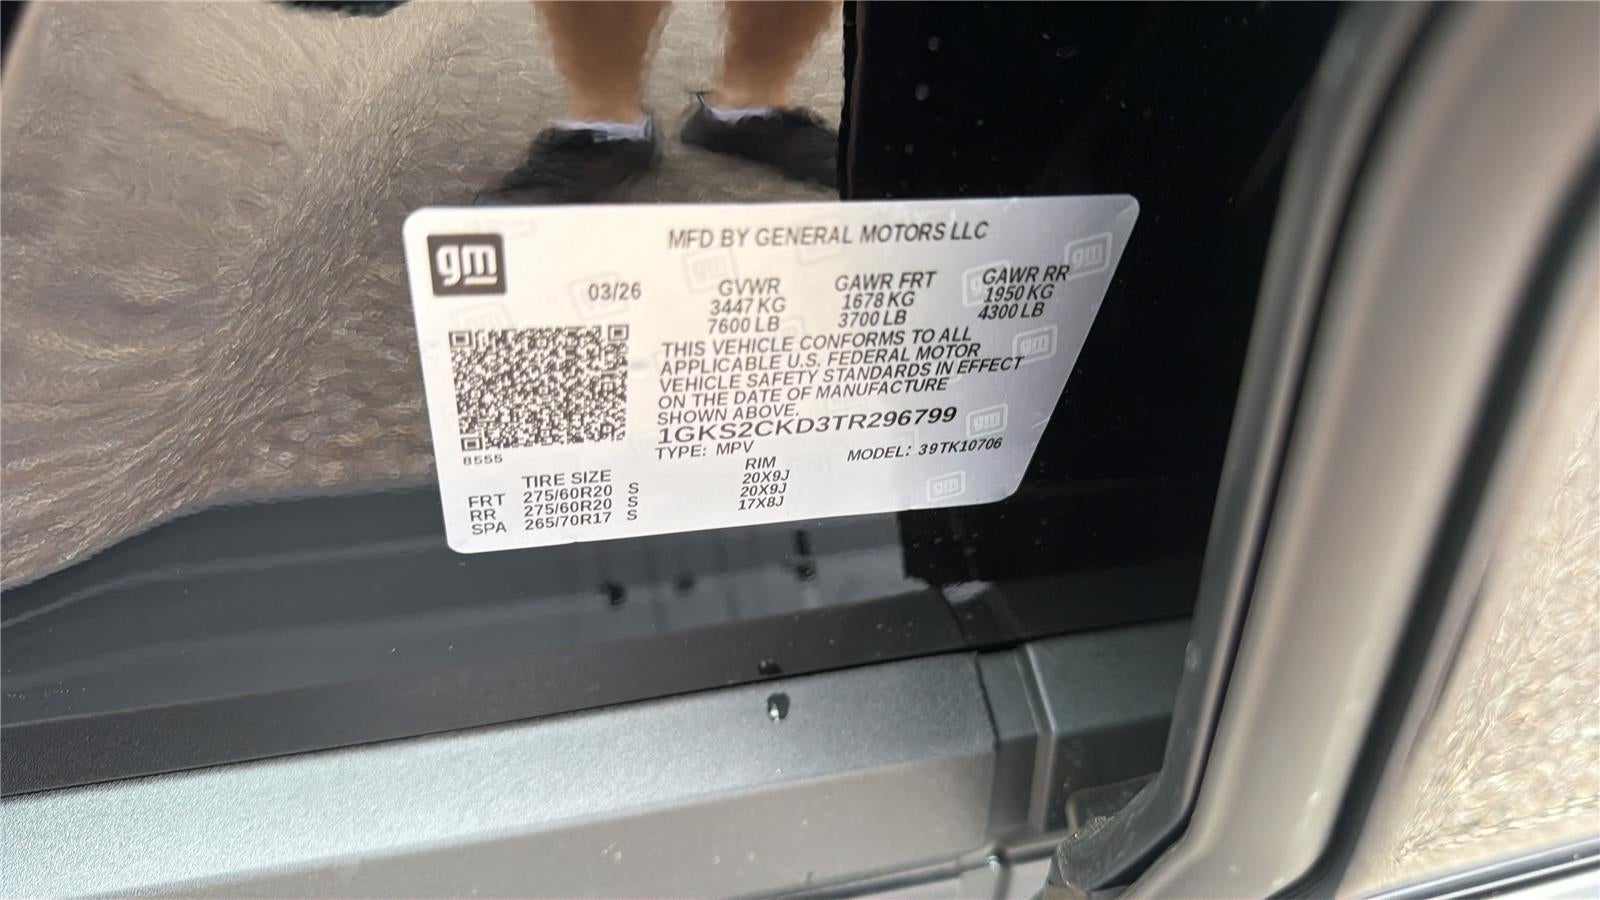 gm
MFD BY GENERAL MOTORS LLC
03/26
GVWR GAWR FRT GAWR RR
3447 KG 1678 KG 1950 KG
7600 LB 3700 LB 4300 LB
THIS VEHICLE CONFORMS TO ALL
APPLICABLE U.S. FEDERAL MOTOR
VEHICLE SAFETY STANDARDS IN EFFECT
ON THE DATE OF MANUFACTURE
SHOWN ABOVE.
1GKS2CKD3TR296799
TYPE: MPV MODEL: 39TK10706
8555
TIRE SIZE RIM
FRT 275/60R20 S 20X9J
RR 275/60R20 S 20X9J
SPA 265/70R17 S 17X8J